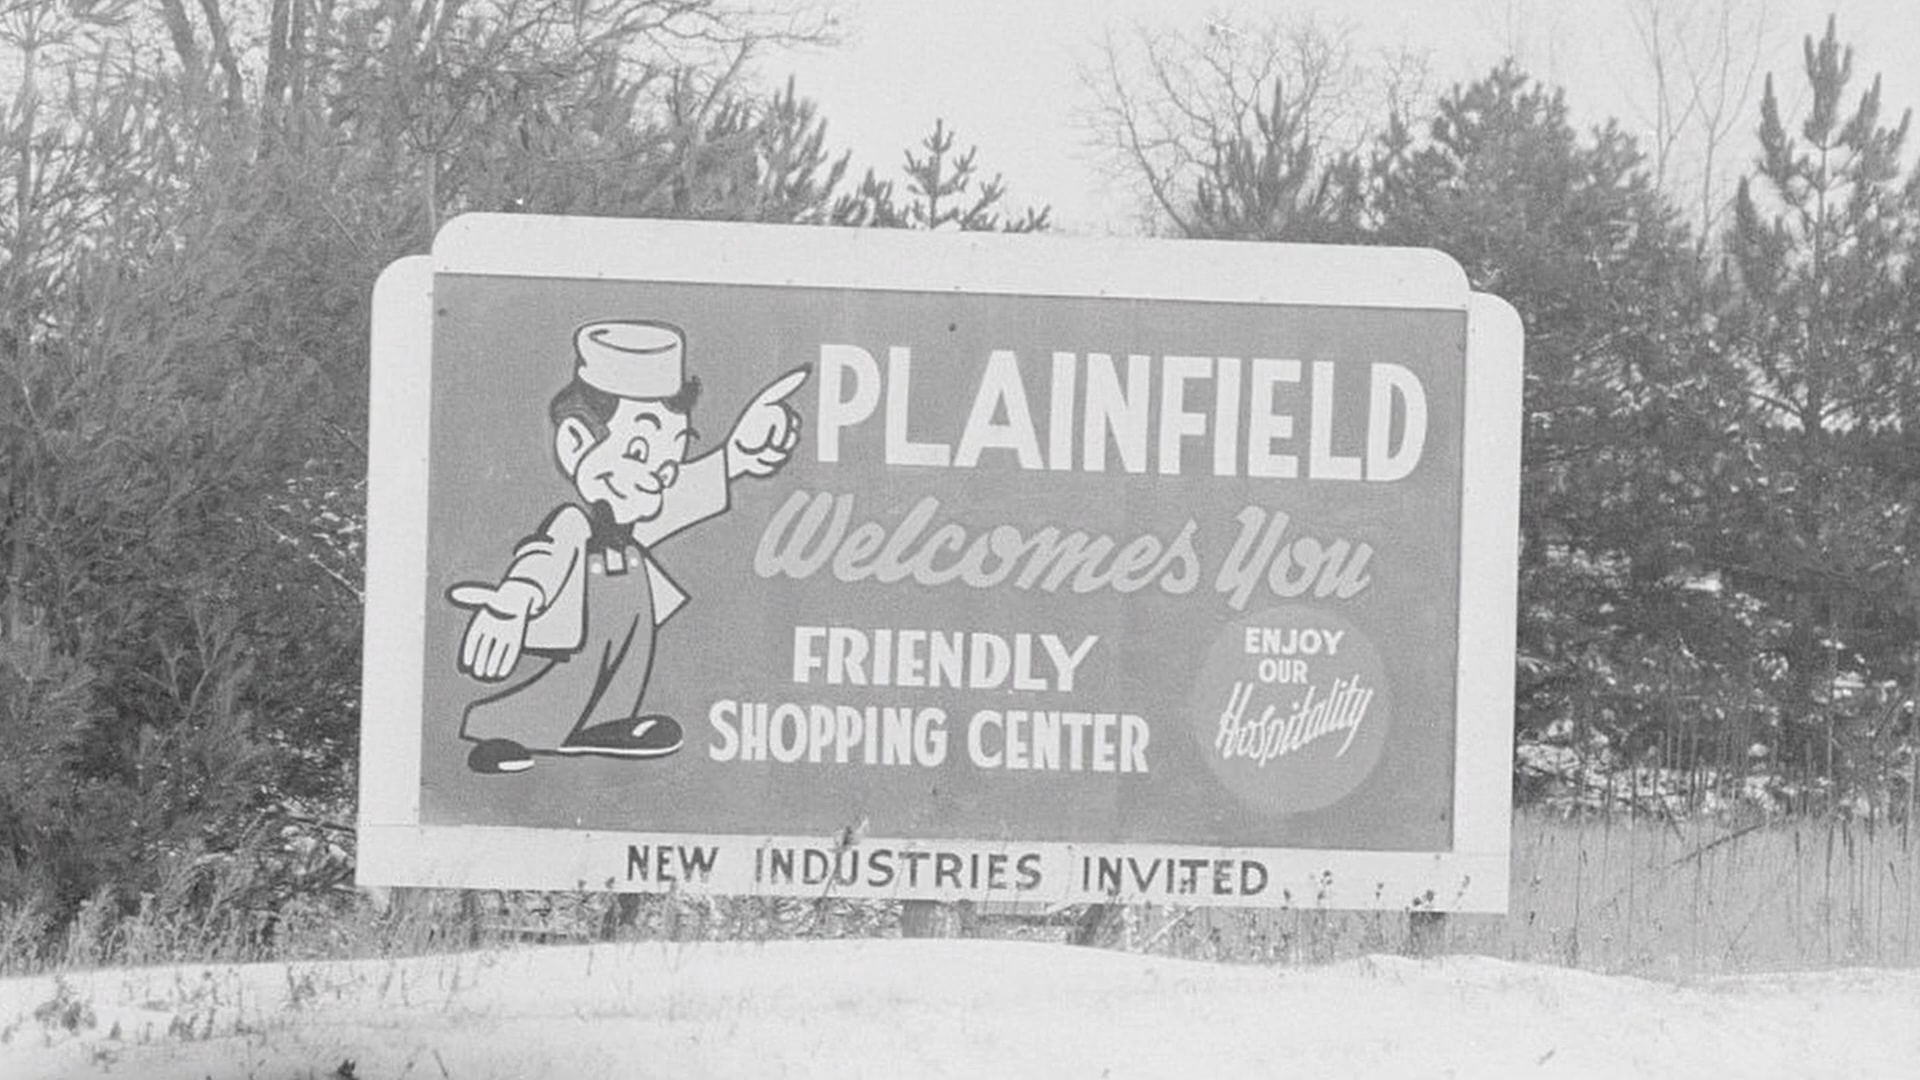 PLAINFIELD
Welcomes You
FRIENDLY
SHOPPING CENTER
ENJOY
OUR
Hospitality
NEW INDUSTRIES INVITED